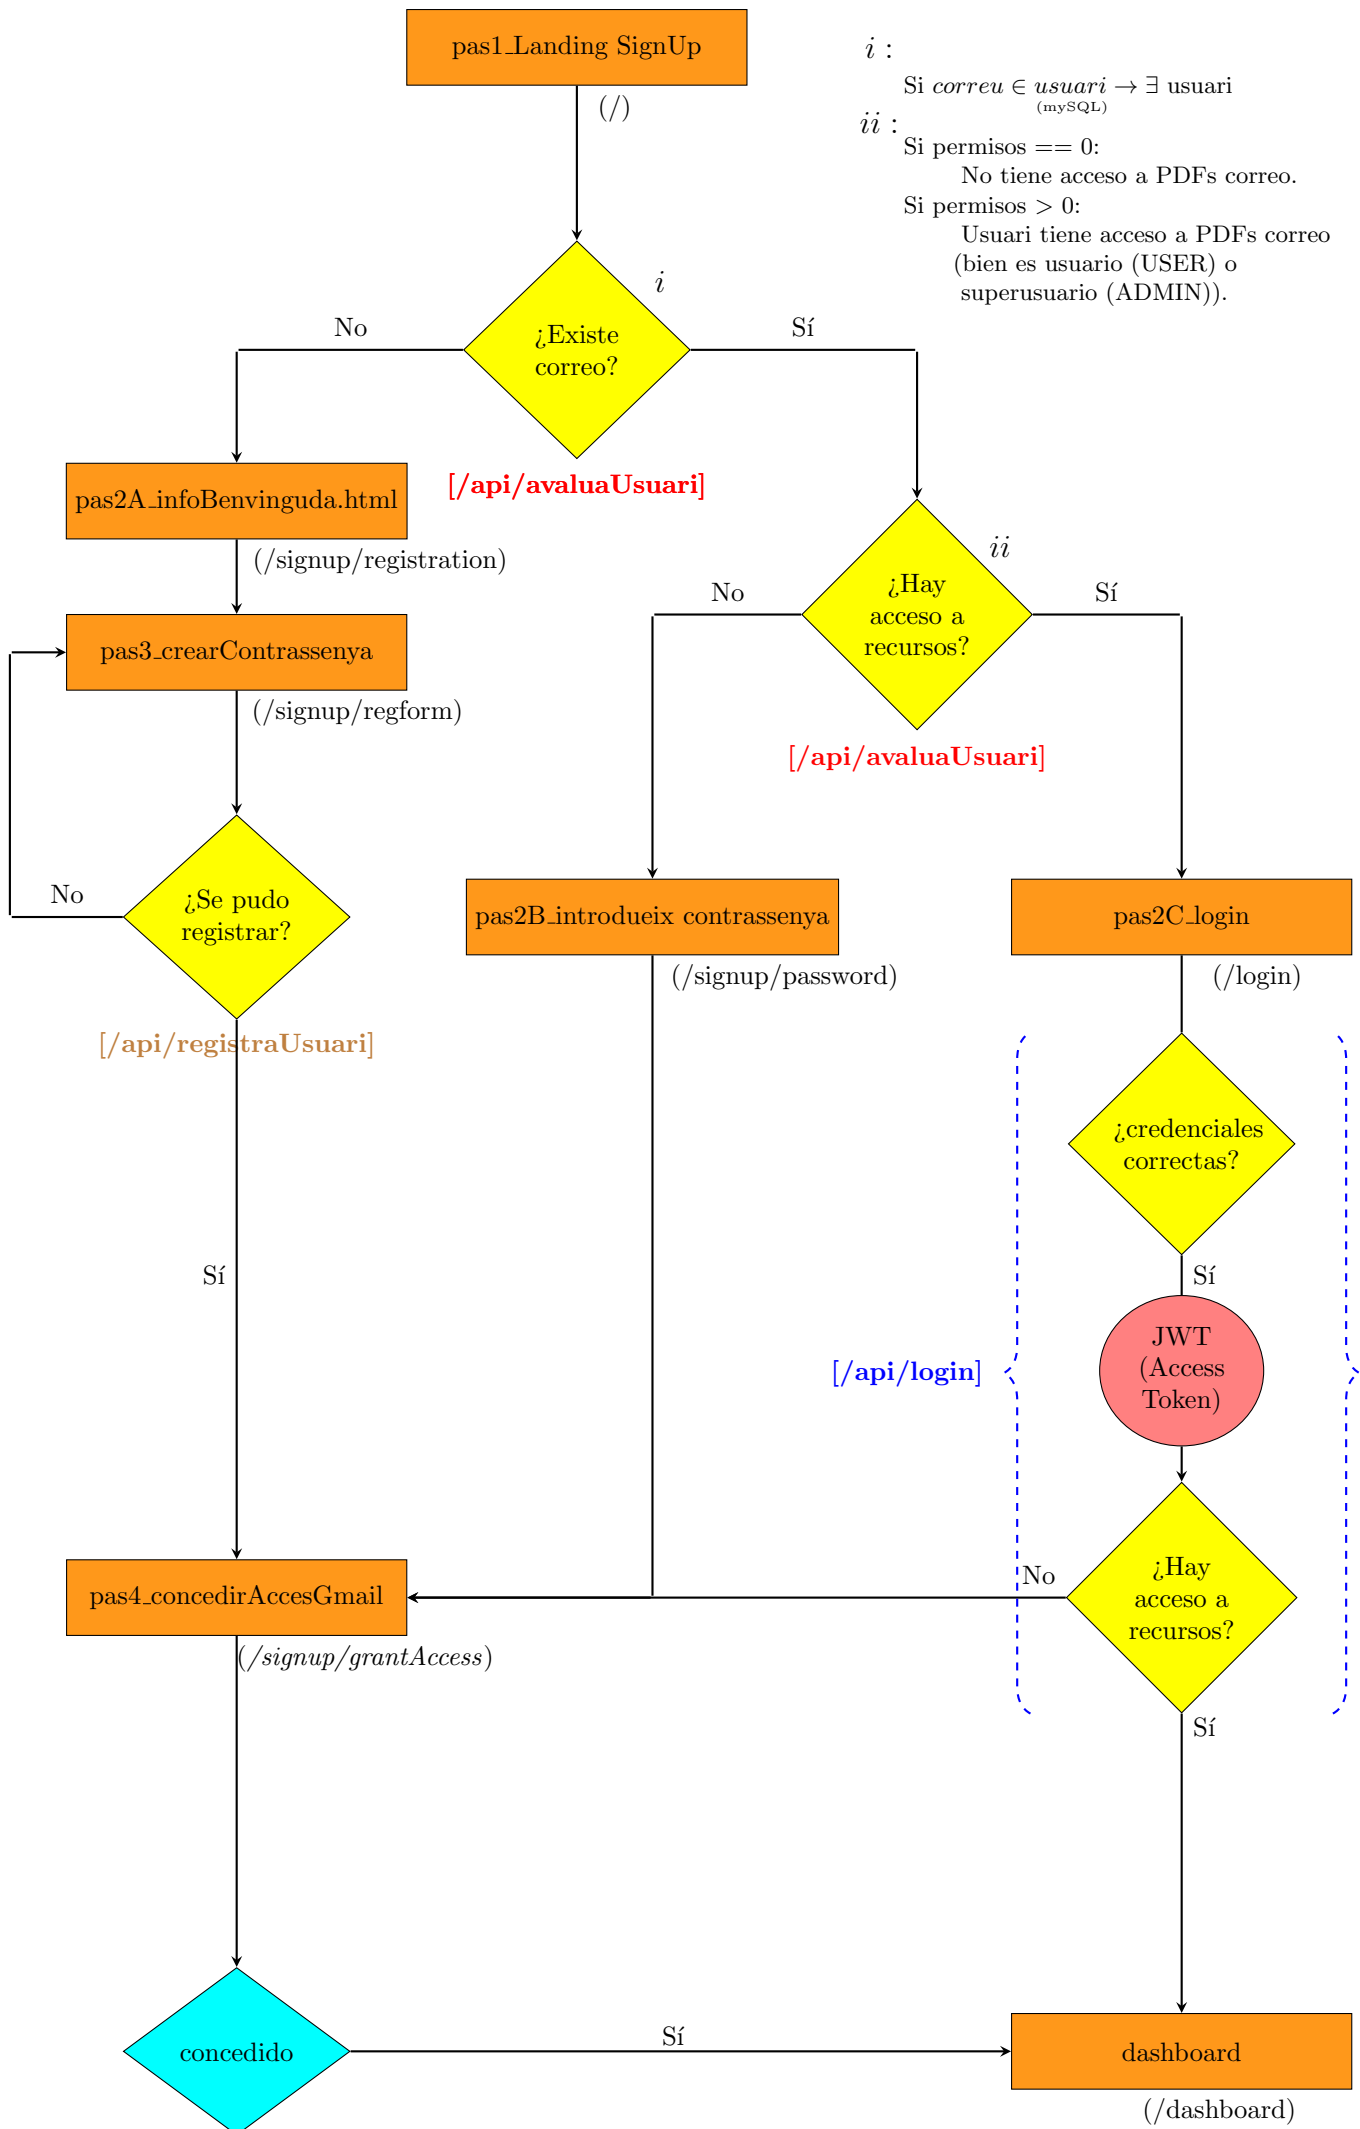 pas1_Landing SignUp
(/)
i :
Si correu ∈ usuari → ∃ usuari
(mySQL)
ii :
Si permisos == 0:
No tiene acceso a PDFs correo.
Si permisos > 0:
Usuari tiene acceso a PDFs correo
(bien es usuario (USER) o
superusuario (ADMIN)).
i
¿Existe
correo?
No
Sí
[/api/avaluaUsuari]
pas2A_infoBenvinguda.html
(/signup/registration)
ii
¿Hay
acceso a
recursos?
No
Sí
[/api/avaluaUsuari]
pas3_crearContrassenya
(/signup/regform)
¿Se pudo
registrar?
No
[/api/registraUsuari]
Sí
pas2B_introdueix contrassenya
(/signup/password)
pas2C_login
(/login)
¿credenciales
correctas?
Sí
JWT
(Access
Token)
[/api/login]
¿Hay
acceso a
recursos?
No
Sí
pas4_concedirAccesGmail
(/signup/grantAccess)
concedido
Sí
dashboard
(/dashboard)